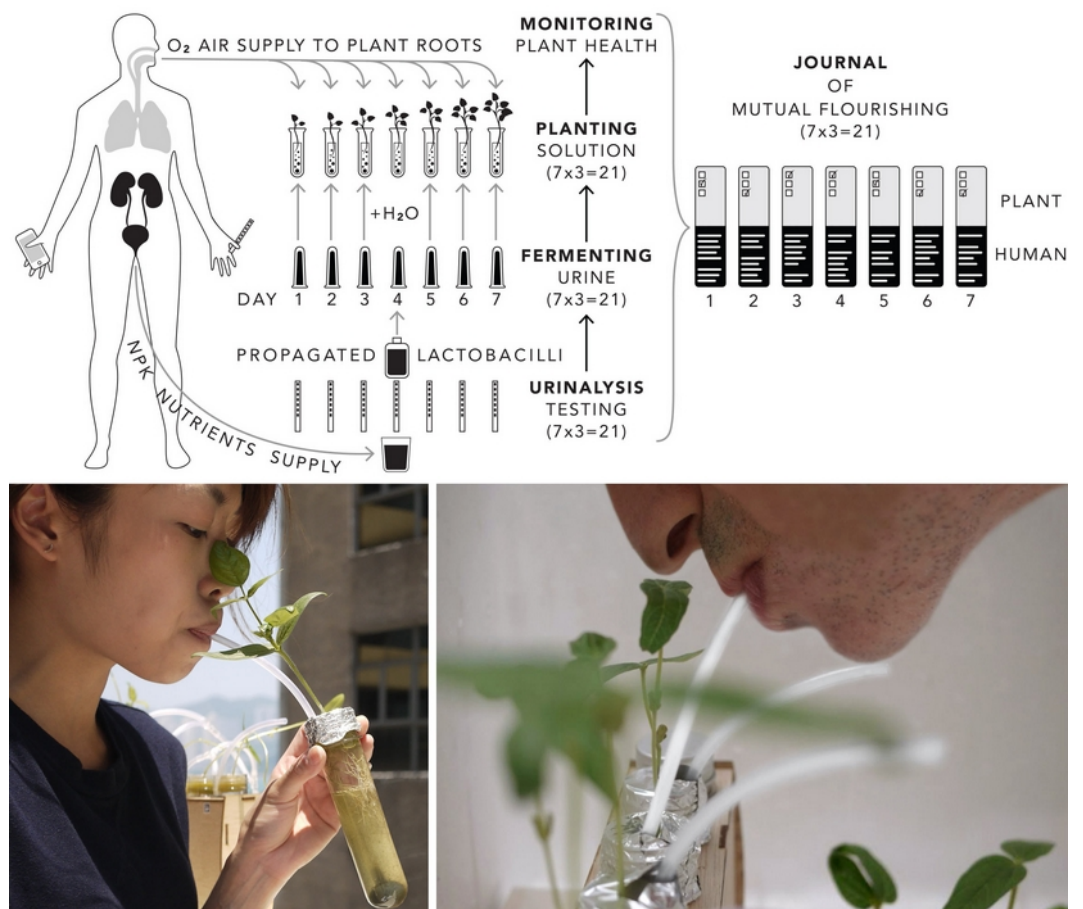 O₂ AIR SUPPLY TO PLANT ROOTS
+H₂O
DAY 1 2 3 4 5 6 7
PROPAGATED LACTOBACILLI
NPK NUTRIENTS SUPPLY
MONITORING
PLANT HEALTH
PLANTING
SOLUTION
(7x3=21)
FERMENTING
URINE
(7x3=21)
URINALYSIS
TESTING
(7x3=21)
JOURNAL
OF
MUTUAL FLOURISHING
(7x3=21)
PLANT
HUMAN
1 2 3 4 5 6 7